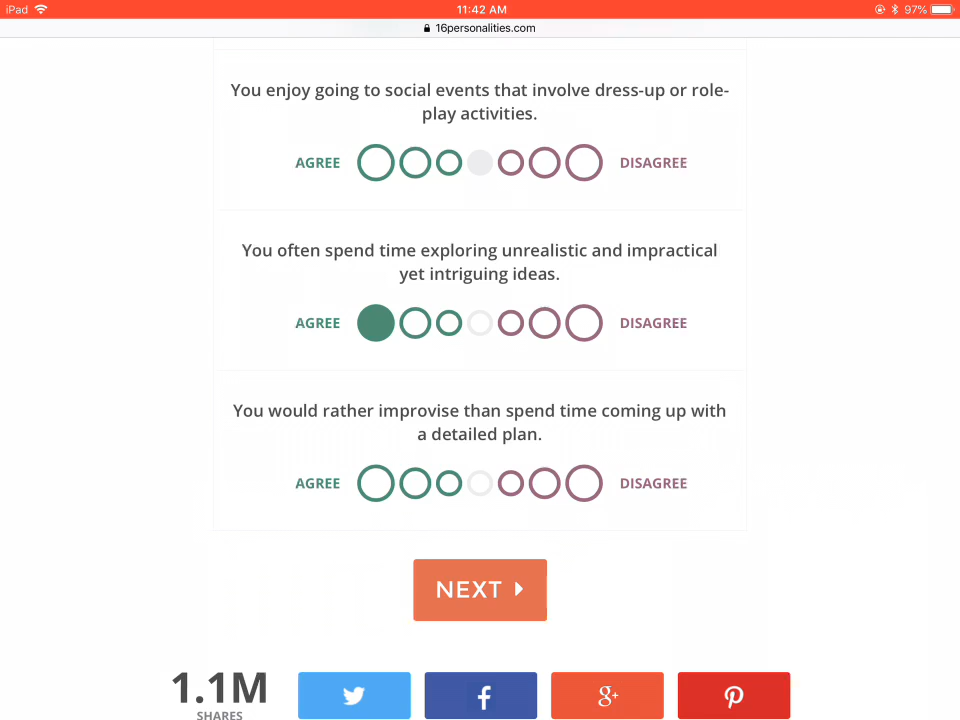 iPad 11:42 AM 97%
16personalities.com
You enjoy going to social events that involve dress-up or role-
play activities.
AGREE DISAGREE
You often spend time exploring unrealistic and impractical
yet intriguing ideas.
AGREE DISAGREE
You would rather improvise than spend time coming up with
a detailed plan.
AGREE DISAGREE
NEXT
1.1M
SHARES
f
g+